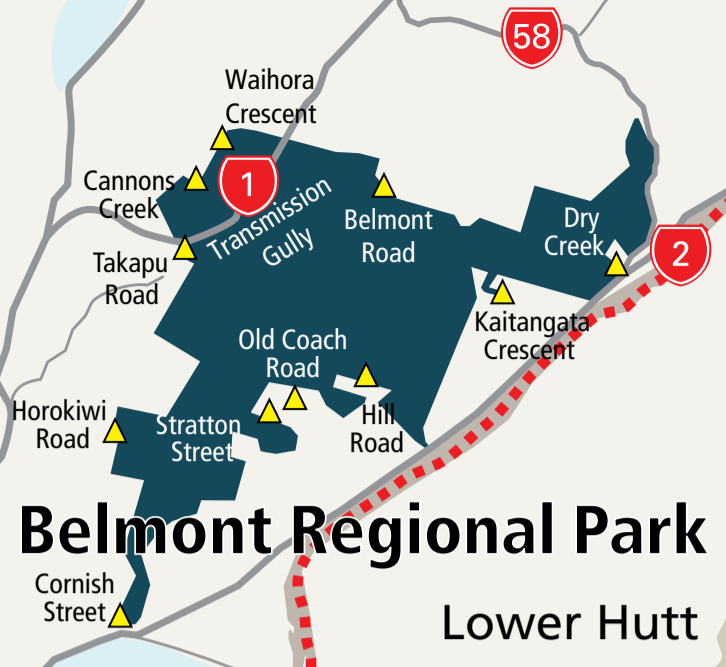 58
Waihora
Crescent
Cannons
Creek
1
Transmission
Gully
Belmont
Road
Dry
Creek
2
Takapu
Road
Kaitangata
Crescent
Old Coach
Road
Horokiwi
Road
Stratton
Street
Hill
Road
Belmont Regional Park
Cornish
Street
Lower Hutt